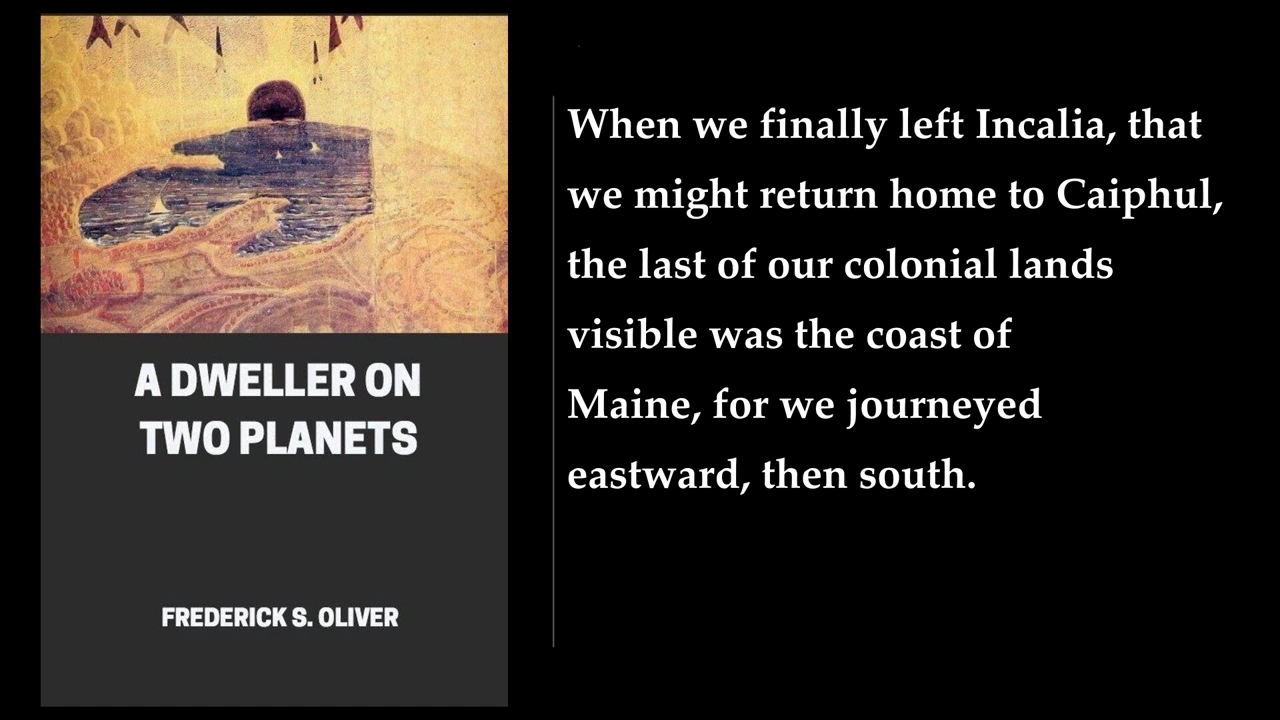 A DWELLER ON
TWO PLANETS
FREDERICK S. OLIVER
When we finally left Incalia, that
we might return home to Caiphul,
the last of our colonial lands
visible was the coast of
Maine, for we journeyed
eastward, then south.